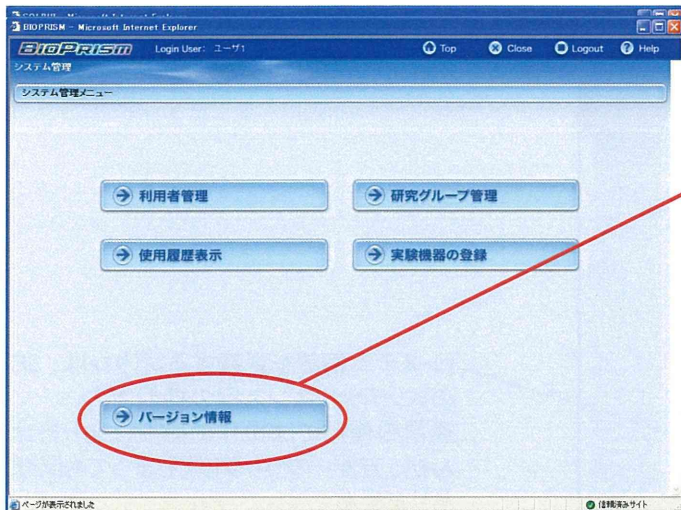 BIOPRISM - Microsoft Internet Explorer
BIOPRISM Login User: ユーザ1 Top Close Logout Help
システム管理
システム管理メニュー
利用者管理 研究グループ管理
使用履歴表示 実験機器の登録
バージョン情報
ページが表示されました 信頼済みサイト